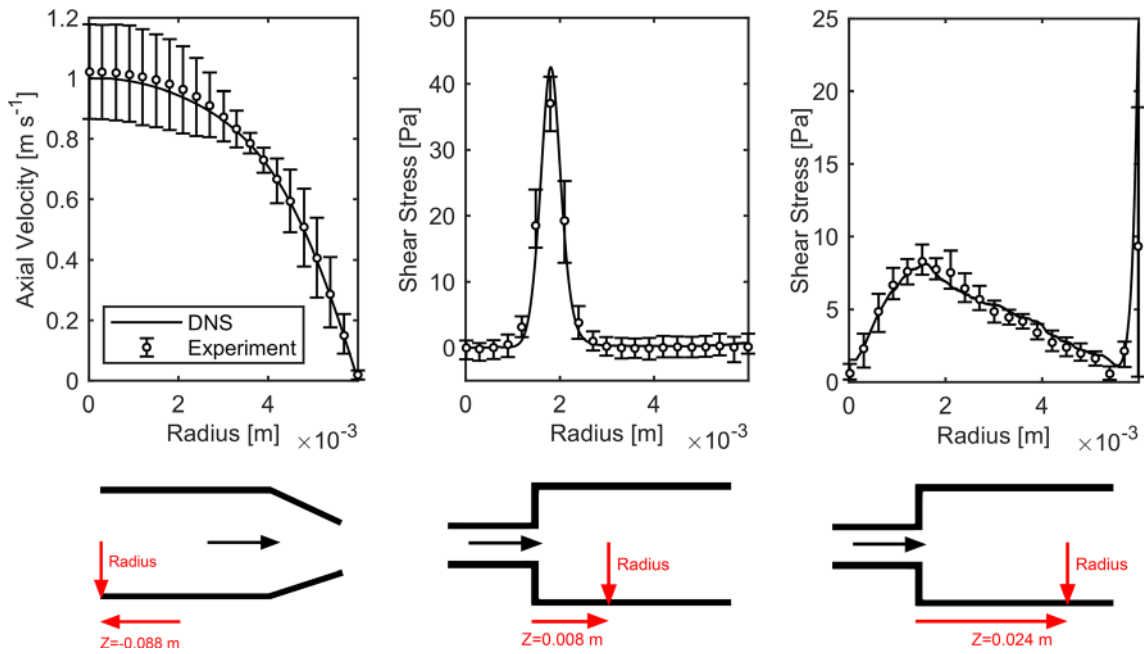 Axial Velocity [m s⁻¹]
1.2
1
0.8
0.6
0.4
0.2
0
DNS
Experiment
0 2 4
Radius [m] ×10⁻³
Shear Stress [Pa]
50
40
30
20
10
0
0 2 4
Radius [m] ×10⁻³
Shear Stress [Pa]
25
20
15
10
5
0
0 2 4
Radius [m] ×10⁻³
Radius
Z=-0.088 m
Radius
Z=0.008 m
Radius
Z=0.024 m